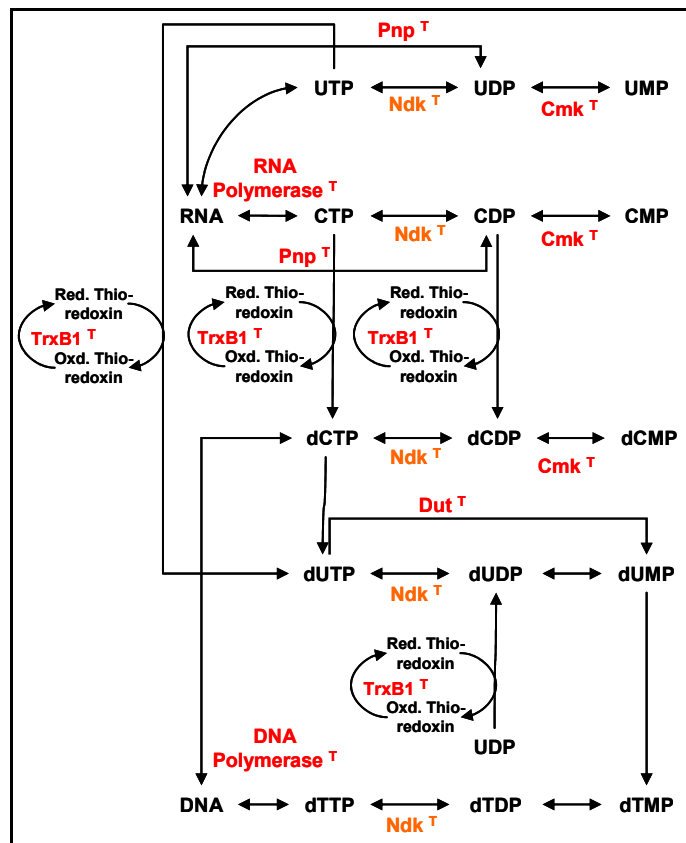 Pnp T
UTP UDP UMP
Ndk T Cmk T
RNA
Polymerase T
RNA CTP CDP CMP
Ndk T Cmk T
Pnp T
Red. Thio-
redoxin
TrxB1 T
Oxd. Thio-
redoxin
Red. Thio-
redoxin
TrxB1 T
Oxd. Thio-
redoxin
Red. Thio-
redoxin
TrxB1 T
Oxd. Thio-
redoxin
dCTP dCDP dCMP
Ndk T Cmk T
Dut T
dUTP dUDP dUMP
Ndk T
Red. Thio-
redoxin
TrxB1 T
Oxd. Thio-
redoxin
UDP
DNA
Polymerase T
DNA dTTP dTDP dTMP
Ndk T